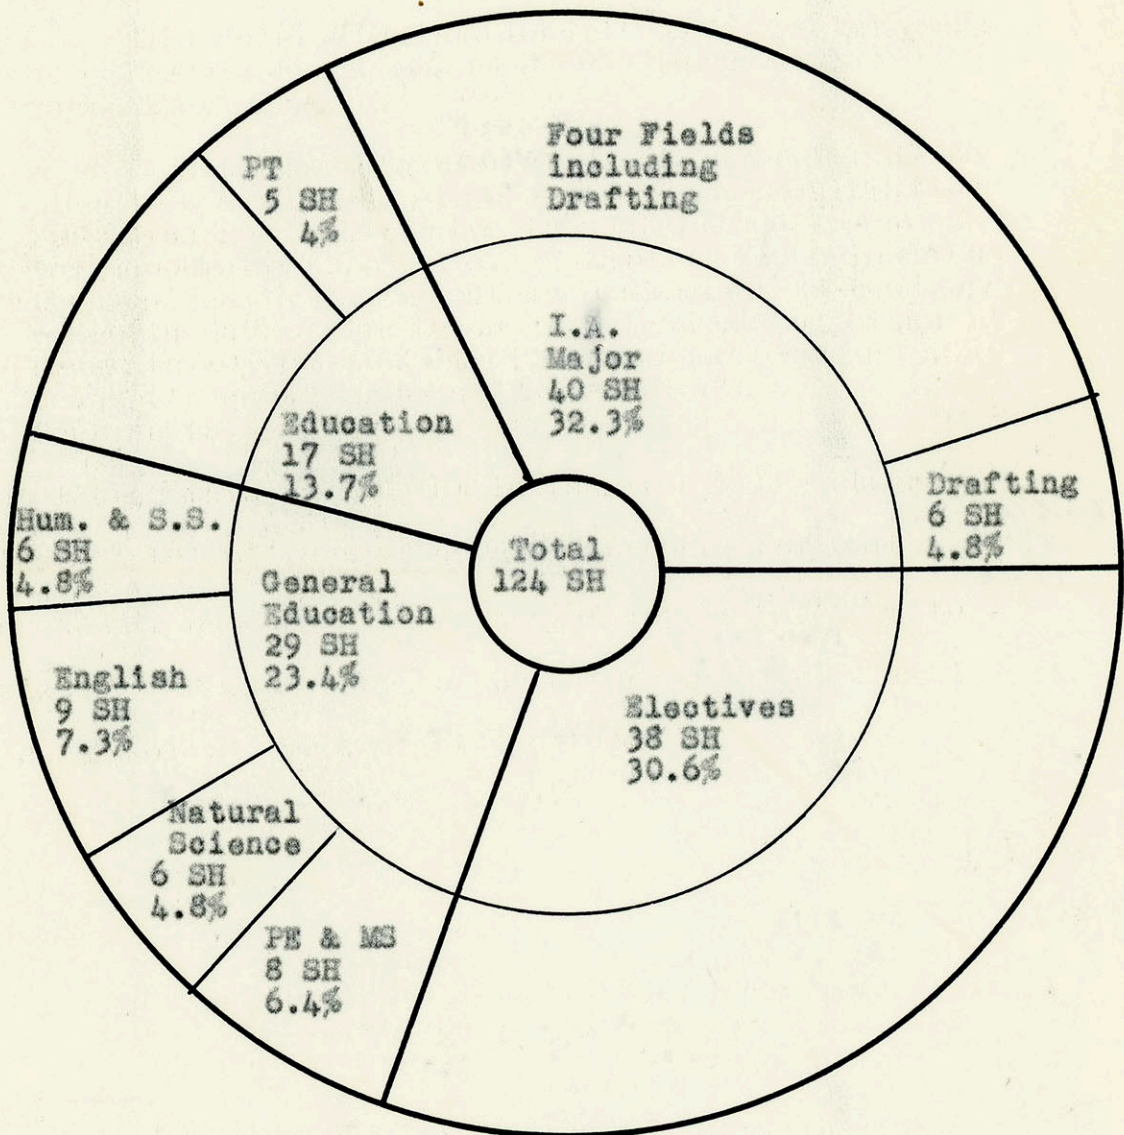 Four Fields
including
Drafting
PT
5 SH
4%
I.A.
Major
40 SH
32.3%
Education
17 SH
13.7%
Drafting
6 SH
4.8%
Hum. & S.S.
6 SH
4.8%
Total
124 SH
General
Education
29 SH
23.4%
English
9 SH
7.3%
Electives
38 SH
30.6%
Natural
Science
6 SH
4.8%
PE & MS
8 SH
6.4%